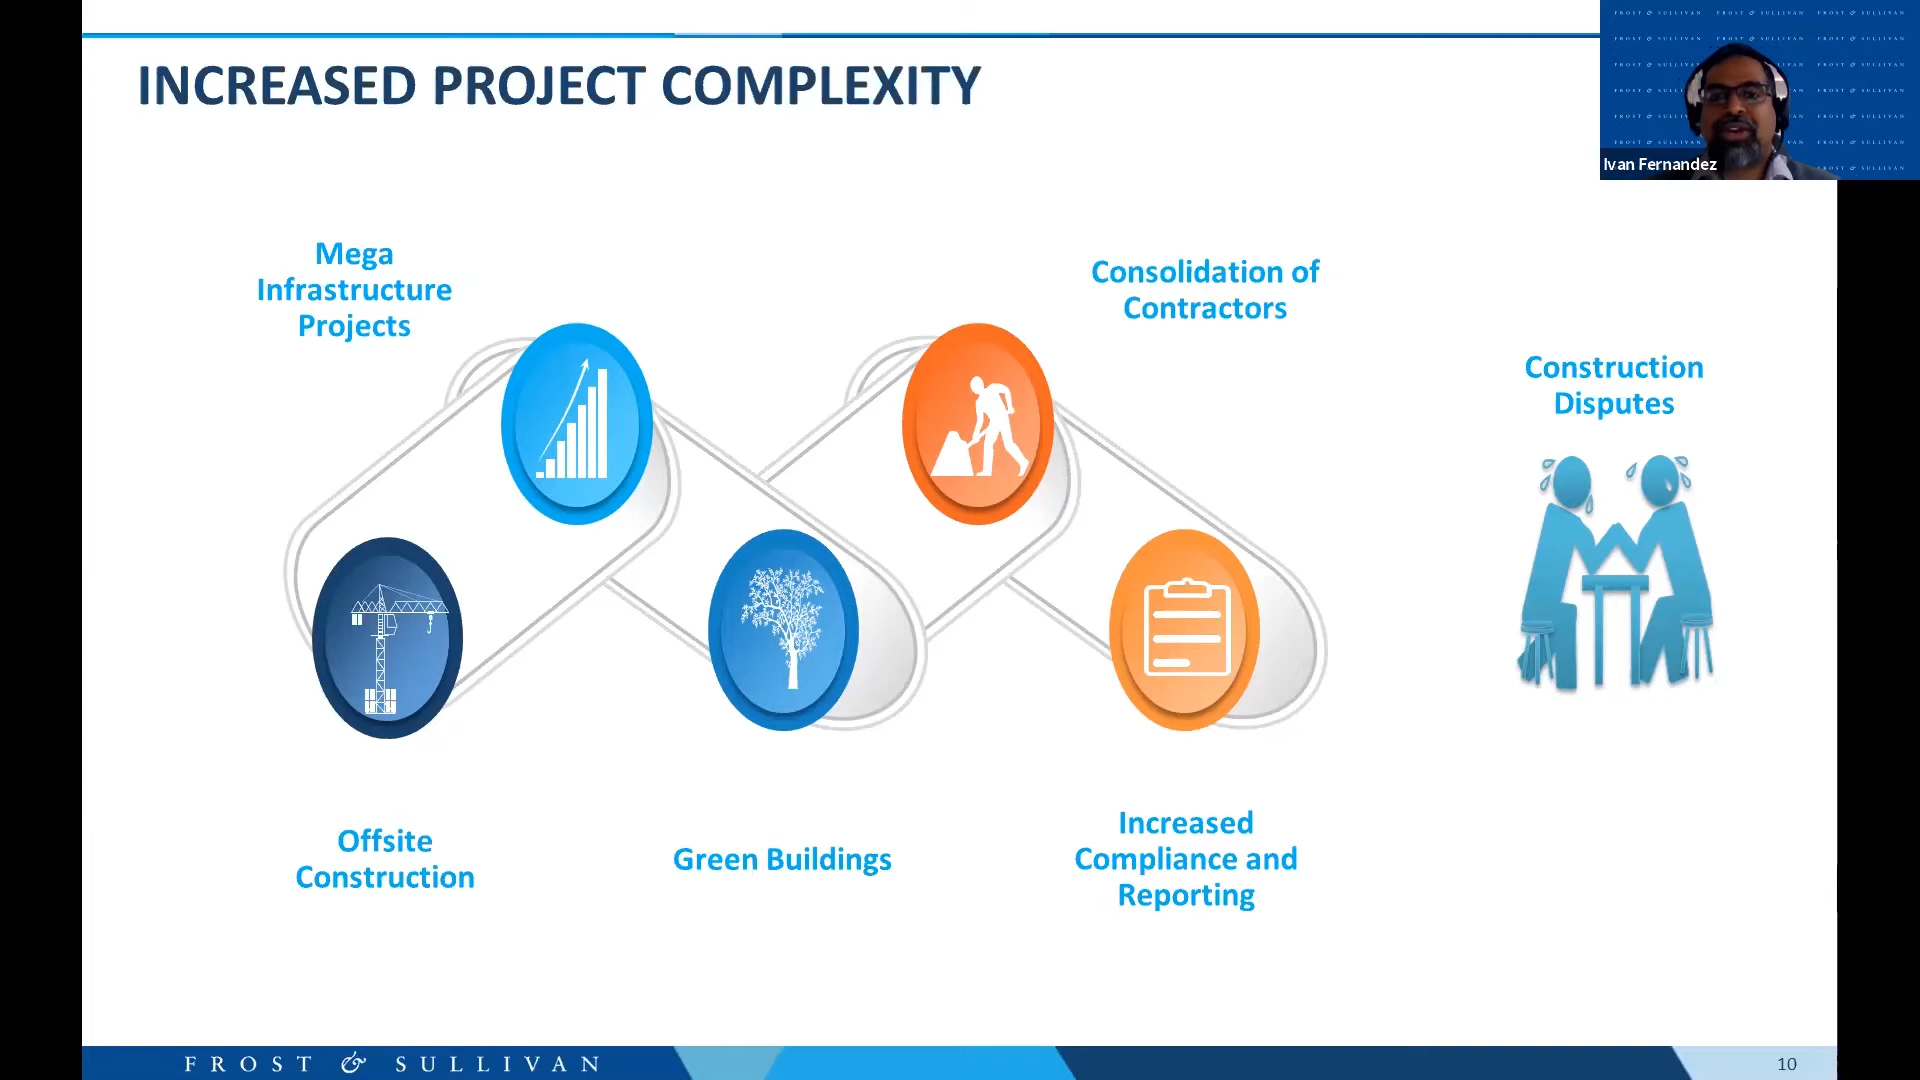 INCREASED PROJECT COMPLEXITY
Ivan Fernandez
Mega
Infrastructure
Projects
Consolidation of
Contractors
Construction
Disputes
Offsite
Construction
Green Buildings
Increased
Compliance and
Reporting
FROST & SULLIVAN
10